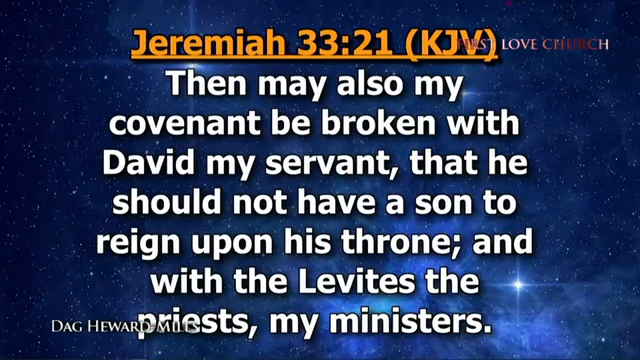 Jeremiah 33:21 (KJV)
FIRST LOVE CHURCH
Then may also my
covenant be broken with
David my servant, that he
should not have a son to
reign upon his throne; and
with the Levites the
priests, my ministers.
DAG HEWARD-MILLS